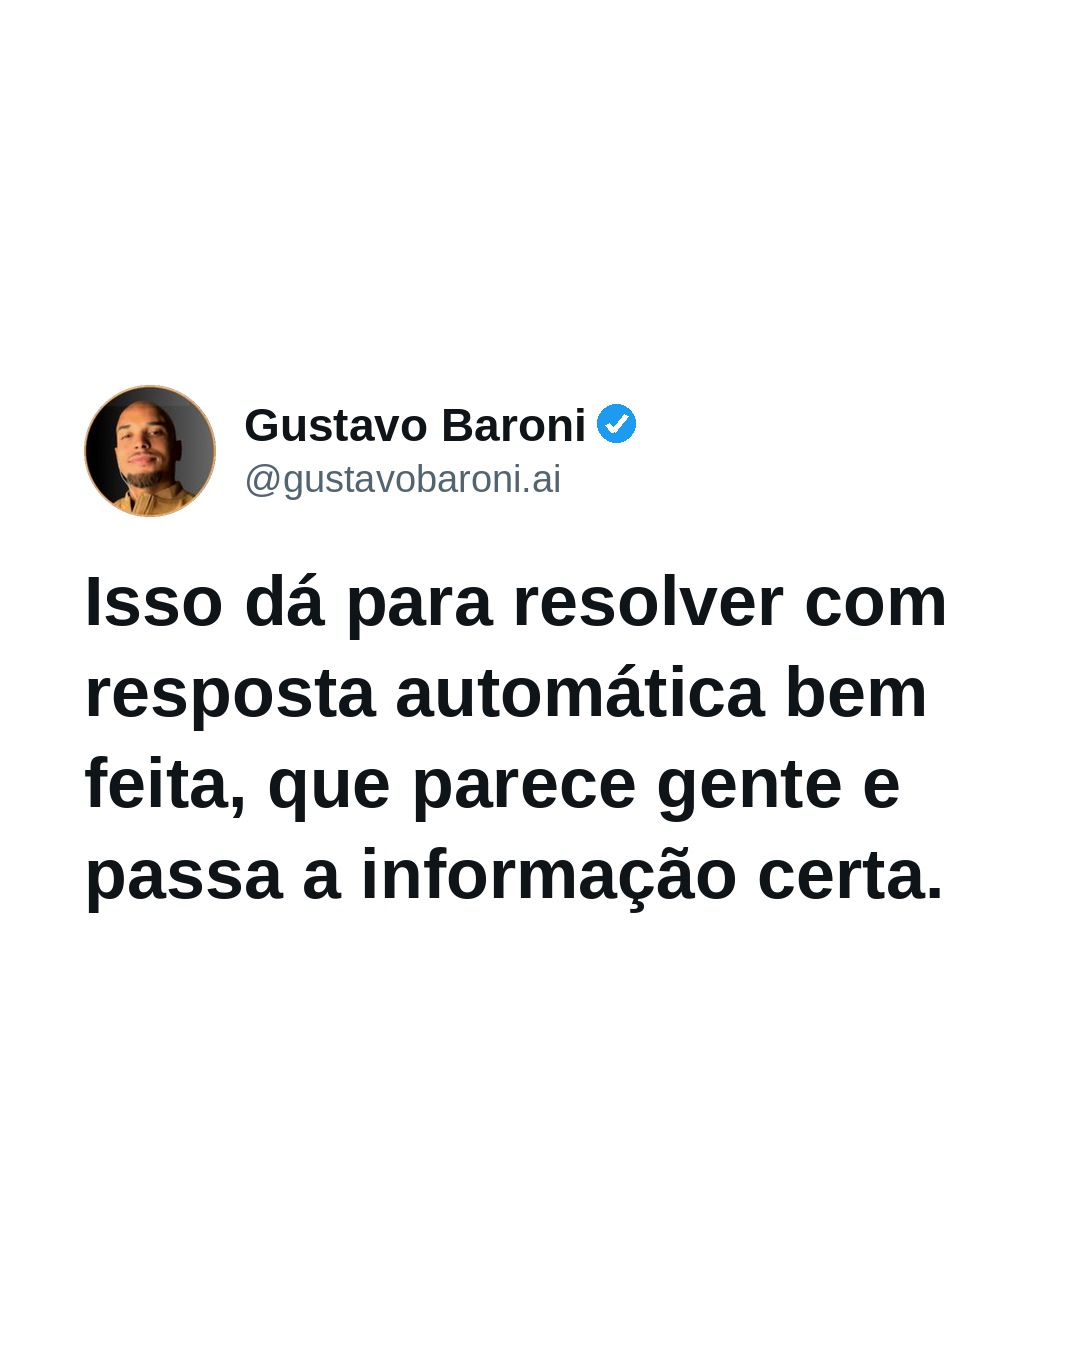 Gustavo Baroni
@gustavobaroni.ai
Isso dá para resolver com
resposta automática bem
feita, que parece gente e
passa a informação certa.